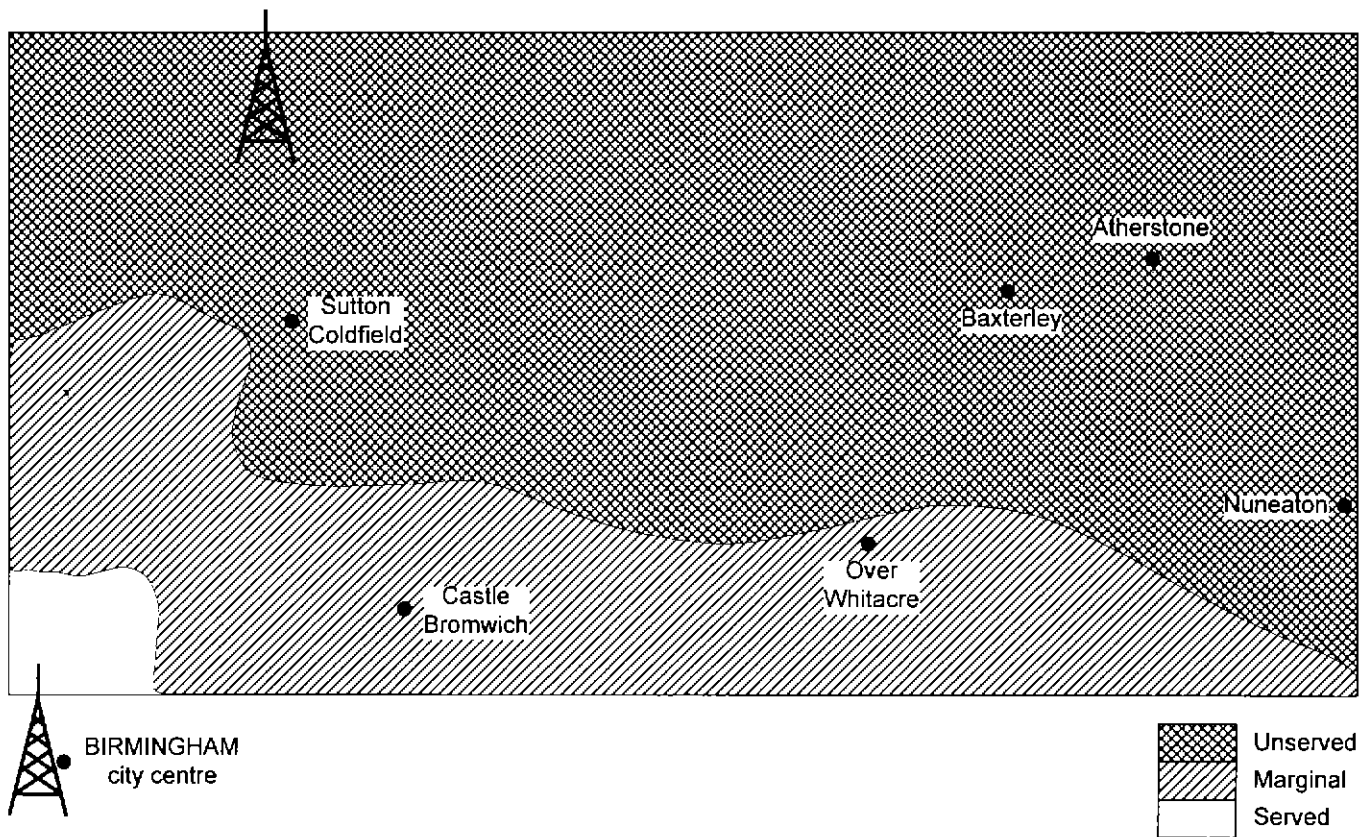 Atherstone
Sutton
Coldfield
Baxterley
Nuneaton
Over
Whitacre
Castle
Bromwich
BIRMINGHAM
city centre
Unserved
Marginal
Served